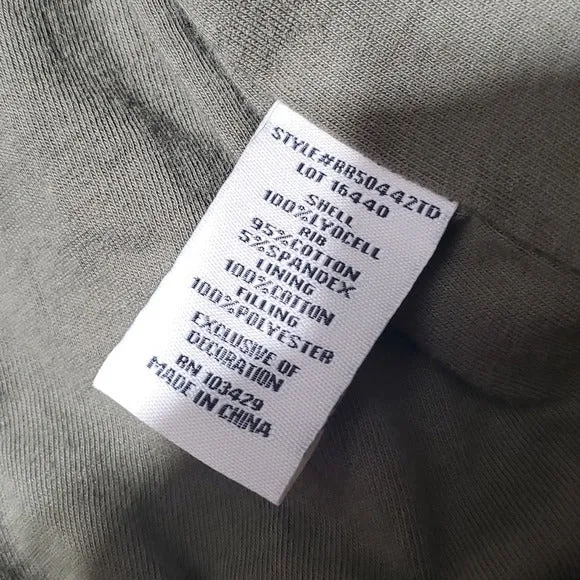 STYLE#RB50442TD
LOT 16440
SHELL
100%LYOCELL
RIB
95%COTTON
5%SPANDEX
LINING
100%COTTON
FILLING
100%POLYESTER
EXCLUSIVE OF
DECORATION
RN 103429
MADE IN CHINA